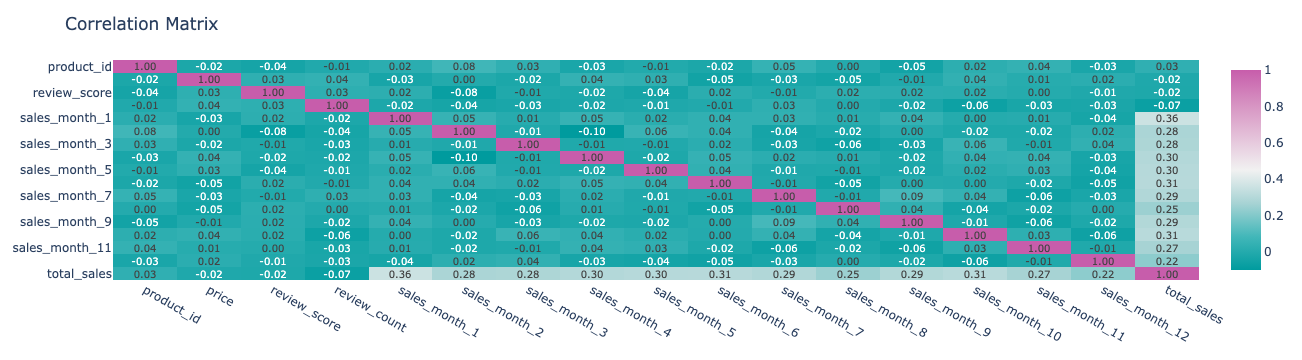 Correlation Matrix
product_id 1.00 -0.02 -0.04 -0.01 0.02 0.08 0.03 -0.03 -0.01 -0.02 0.05 0.00 -0.05 0.02 0.04 -0.03 0.03
-0.02 1.00 0.03 0.04 -0.03 0.00 -0.02 0.04 0.03 -0.05 -0.03 -0.05 -0.01 0.04 0.01 0.02 -0.02
review_score -0.04 0.03 1.00 0.03 0.02 -0.08 -0.01 -0.02 -0.04 0.02 -0.01 0.02 0.02 0.02 0.00 -0.01 -0.02
-0.01 0.04 0.03 1.00 -0.02 -0.04 -0.03 -0.02 -0.01 -0.01 0.03 0.00 -0.02 -0.06 -0.03 -0.03 -0.07
sales_month_1 0.02 -0.03 0.02 -0.02 1.00 0.05 0.01 0.05 0.02 0.04 0.03 0.01 0.04 0.00 0.01 -0.04 0.36
0.08 0.00 -0.08 -0.04 0.05 1.00 -0.01 -0.10 0.06 0.04 -0.04 -0.02 0.00 -0.02 -0.02 0.02 0.28
sales_month_3 0.03 -0.02 -0.01 -0.03 0.01 -0.01 1.00 -0.01 -0.01 0.02 -0.03 -0.06 -0.03 0.06 -0.01 0.04 0.28
-0.03 0.04 -0.02 -0.02 0.05 -0.10 -0.01 1.00 -0.02 0.05 0.02 0.01 -0.02 0.04 0.04 -0.03 0.30
sales_month_5 -0.01 0.03 -0.04 -0.01 0.02 0.06 -0.01 -0.02 1.00 0.04 -0.01 -0.01 -0.02 0.02 0.03 -0.04 0.30
-0.02 -0.05 0.02 -0.01 0.04 0.04 0.02 0.05 0.04 1.00 -0.01 -0.05 0.00 0.00 -0.02 -0.05 0.31
sales_month_7 0.05 -0.03 -0.01 0.03 0.03 -0.04 -0.03 0.02 -0.01 -0.01 1.00 -0.01 0.09 0.04 -0.06 -0.03 0.29
0.00 -0.05 0.02 0.00 0.01 -0.02 -0.06 0.01 -0.01 -0.05 -0.01 1.00 0.04 -0.04 -0.02 0.00 0.25
sales_month_9 -0.05 -0.01 0.02 -0.02 0.04 0.00 -0.03 -0.02 -0.02 0.00 0.09 0.04 1.00 -0.01 -0.06 -0.02 0.29
0.02 0.04 0.02 -0.06 0.00 -0.02 0.06 0.04 0.02 0.00 0.04 -0.04 -0.01 1.00 0.03 -0.06 0.31
sales_month_11 0.04 0.01 0.00 -0.03 0.01 -0.02 -0.01 0.04 0.03 -0.02 -0.06 -0.02 -0.06 0.03 1.00 -0.01 0.27
-0.03 0.02 -0.01 -0.03 -0.04 0.02 0.04 -0.03 -0.04 -0.05 -0.03 0.00 -0.02 -0.06 -0.01 1.00 0.22
total_sales 0.03 -0.02 -0.02 -0.07 0.36 0.28 0.28 0.30 0.30 0.31 0.29 0.25 0.29 0.31 0.27 0.22 1.00
product_id price review_score review_count sales_month_1 sales_month_2 sales_month_3 sales_month_4 sales_month_5 sales_month_6 sales_month_7 sales_month_8 sales_month_9 sales_month_10 sales_month_11 sales_month_12 total_sales
1
0.8
0.6
0.4
0.2
0